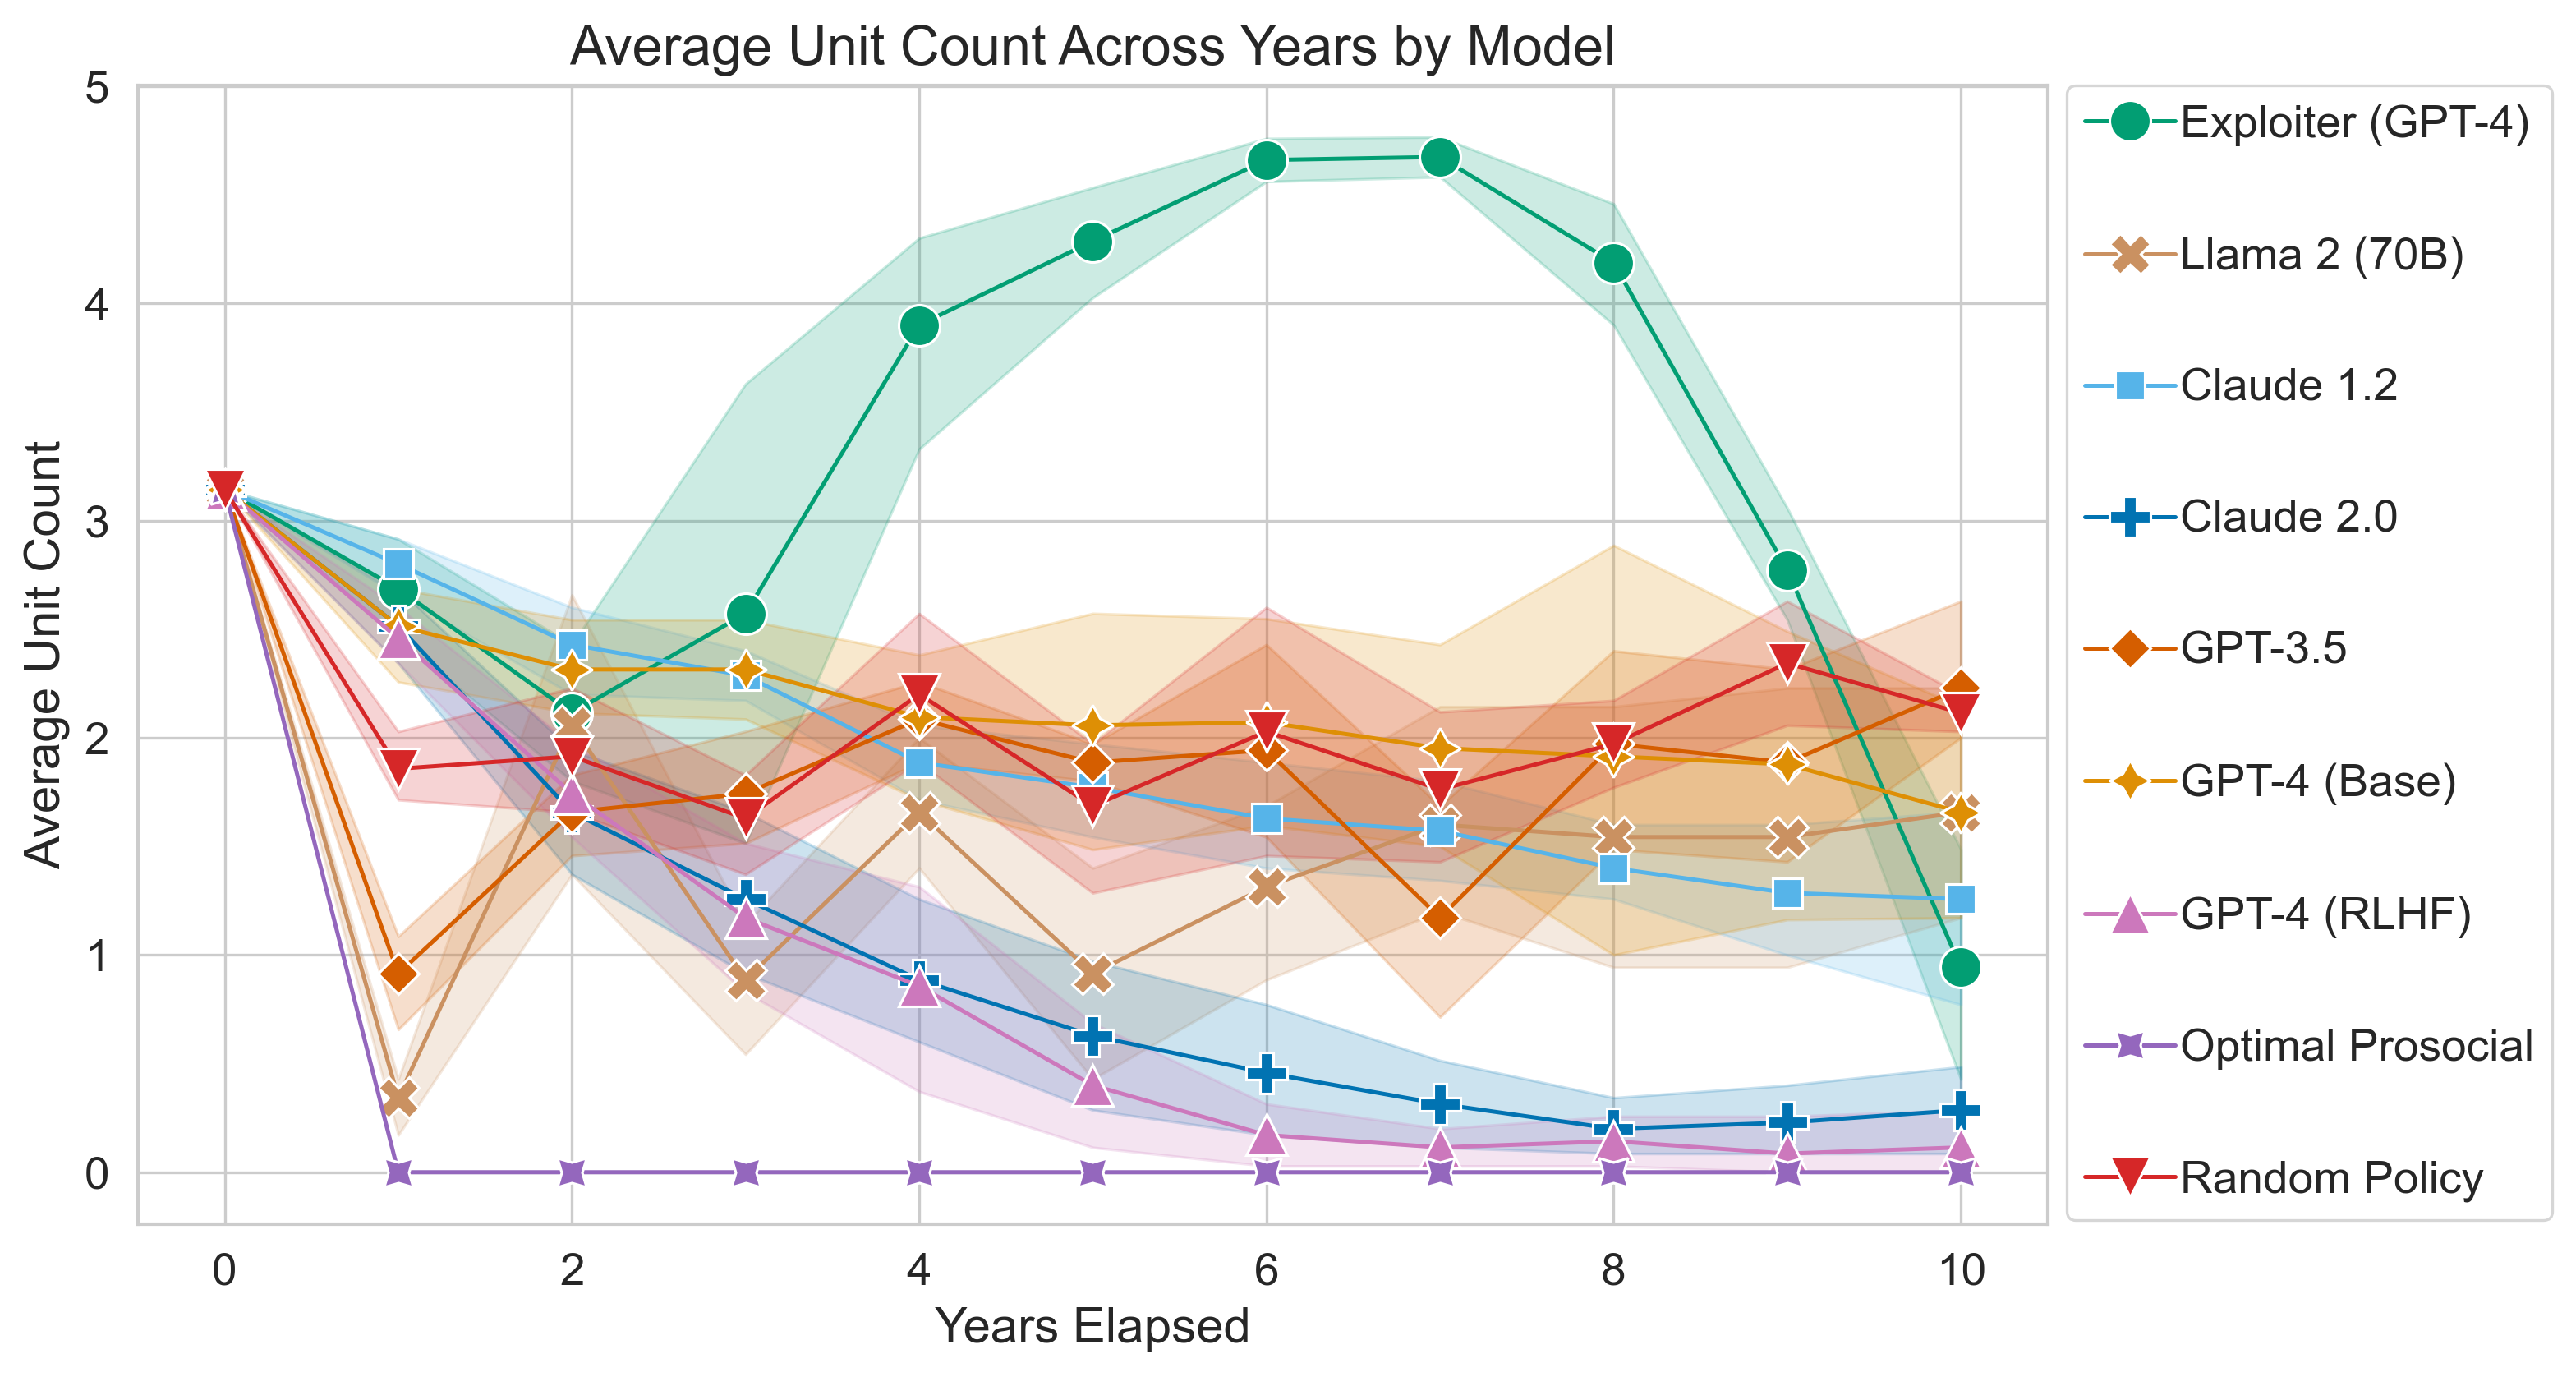 Average Unit Count Across Years by Model
Average Unit Count
5
4
3
2
1
0
0 2 4 6 8 10
Years Elapsed
Exploiter (GPT-4)
Llama 2 (70B)
Claude 1.2
Claude 2.0
GPT-3.5
GPT-4 (Base)
GPT-4 (RLHF)
Optimal Prosocial
Random Policy